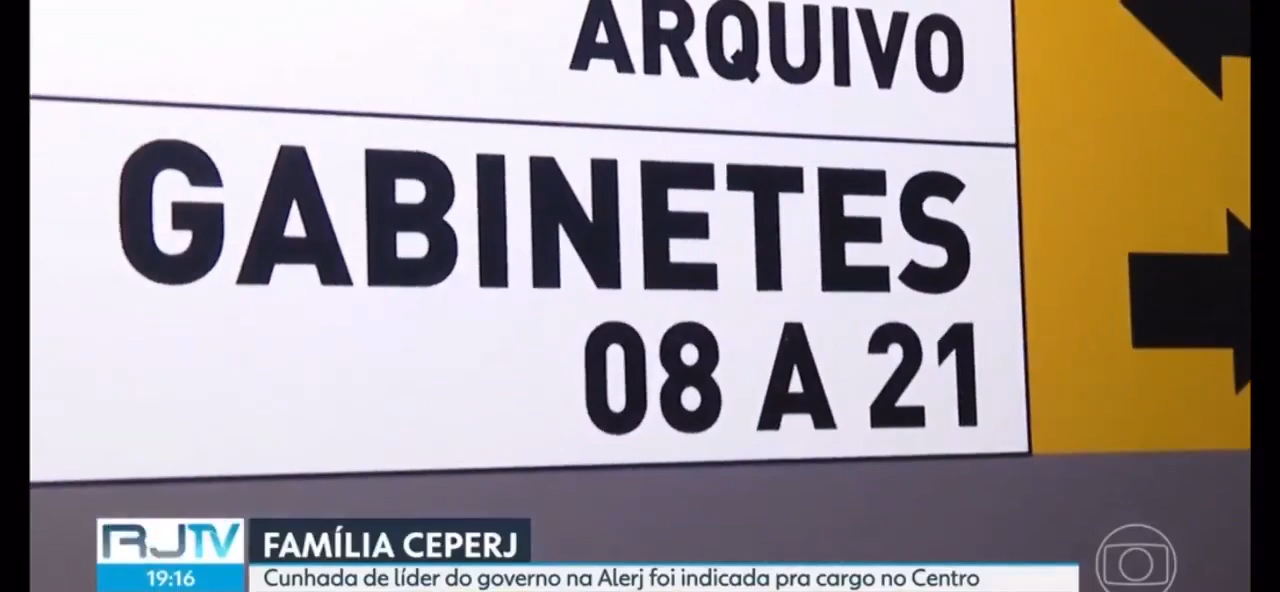 ARQUIVO
GABINETES
08 A 21
RJTV
FAMÍLIA CEPERJ
19:16
Cunhada de líder do governo na Alerj foi indicada pra cargo no Centro